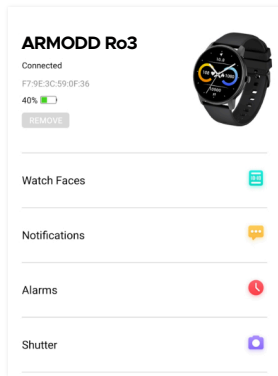 ARMODD Ro3
Connected
F7:9E:3C:59:0F:36
40%
REMOVE
Watch Faces
Notifications
Alarms
Shutter